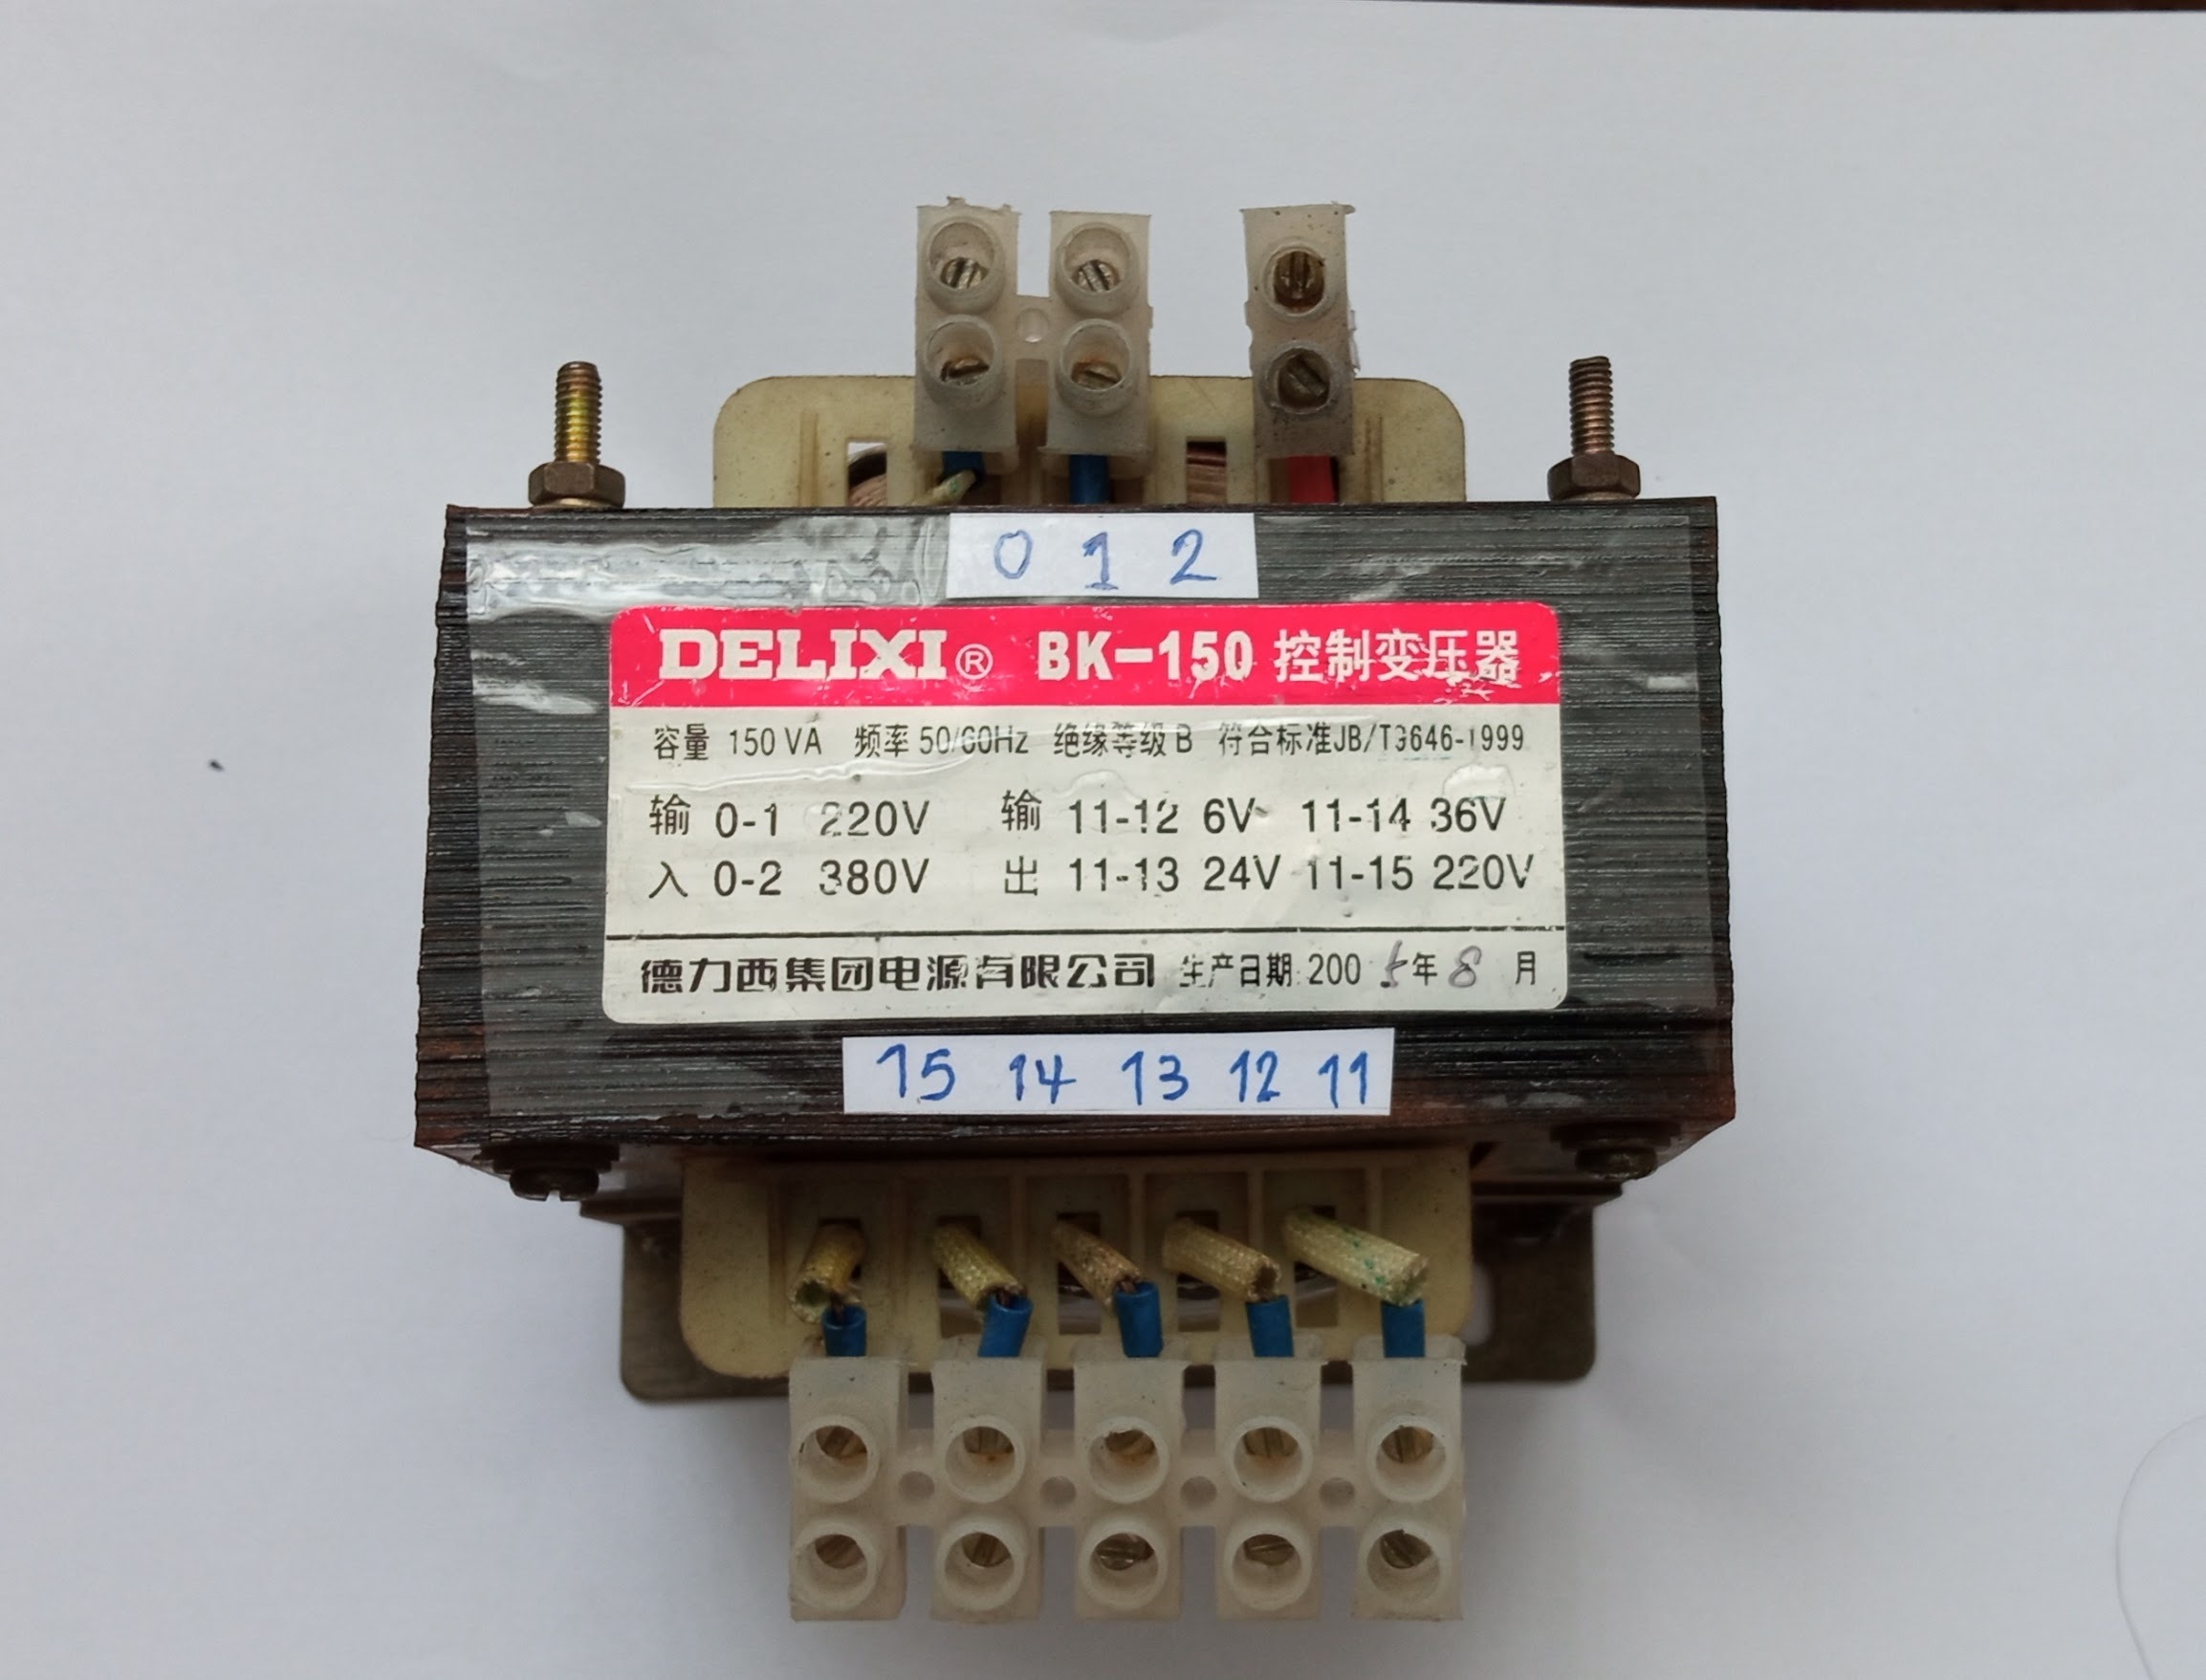 0 1 2
DELIXI® BK-150 控制变压器
容量 150 VA 频率 50/60Hz 绝缘等级 B 符合标准JB/T3646-1999
输 0-1 220V 输 11-12 6V 11-14 36V
入 0-2 380V 出 11-13 24V 11-15 220V
德力西集团电源有限公司 生产日期: 2005年8月
15 14 13 12 11